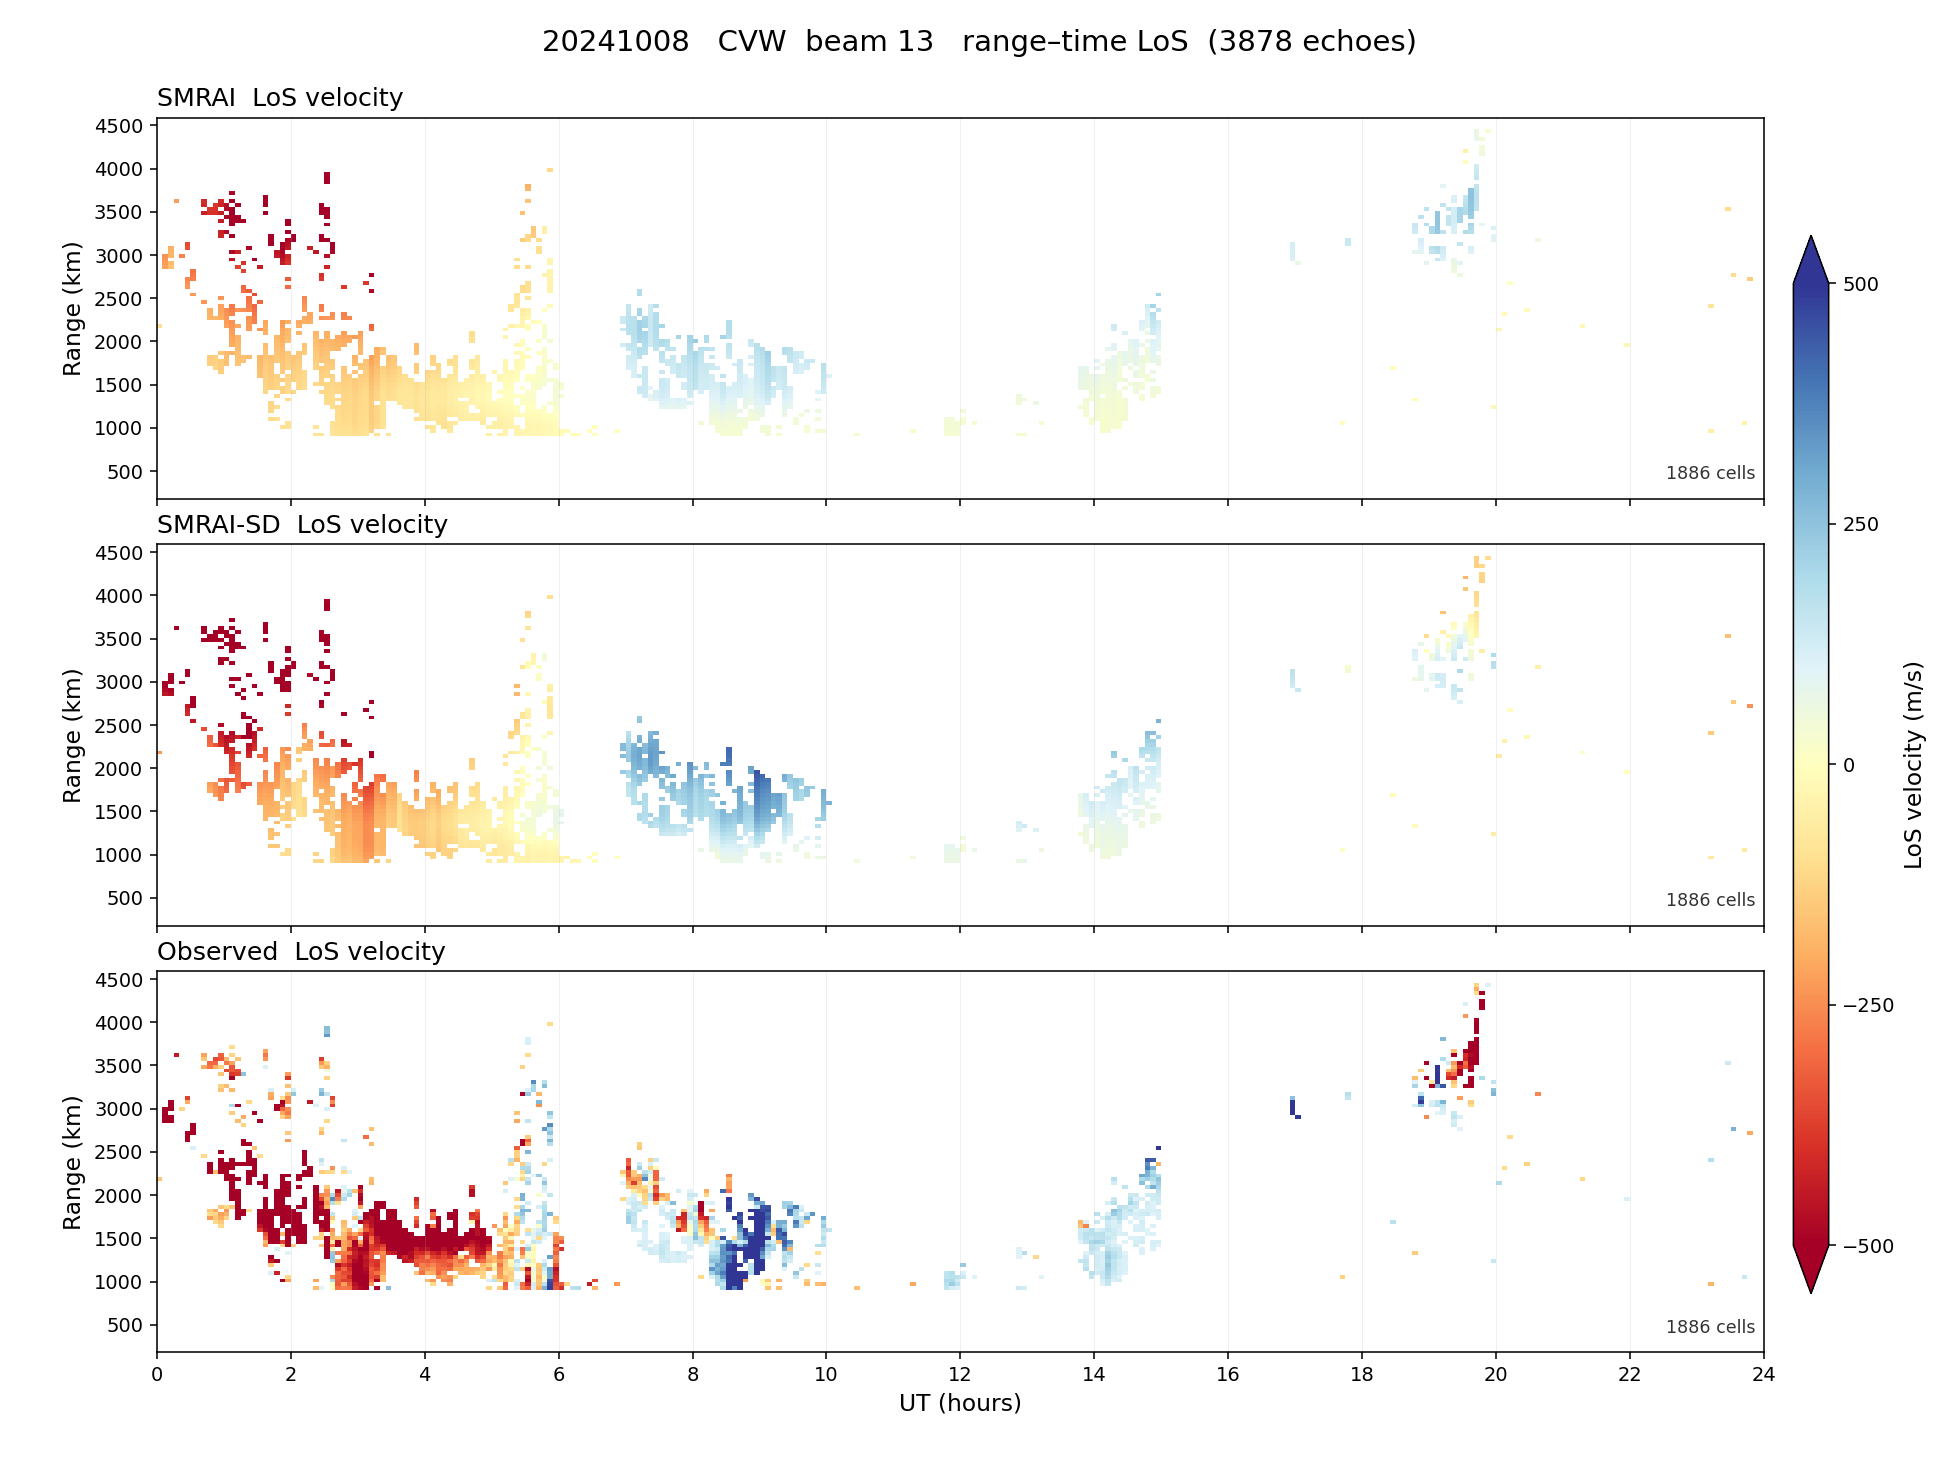 20241008   CVW  beam 13   range–time LoS  (3878 echoes)
SMRAI  LoS velocity
4500
4000
3500
3000
2500
2000
1500
1000
500
Range (km)
1886 cells
SMRAI-SD  LoS velocity
4500
4000
3500
3000
2500
2000
1500
1000
500
Range (km)
1886 cells
Observed  LoS velocity
4500
4000
3500
3000
2500
2000
1500
1000
500
Range (km)
1886 cells
0 2 4 6 8 10 12 14 16 18 20 22 24
UT (hours)
500
250
0
−250
−500
LoS velocity (m/s)